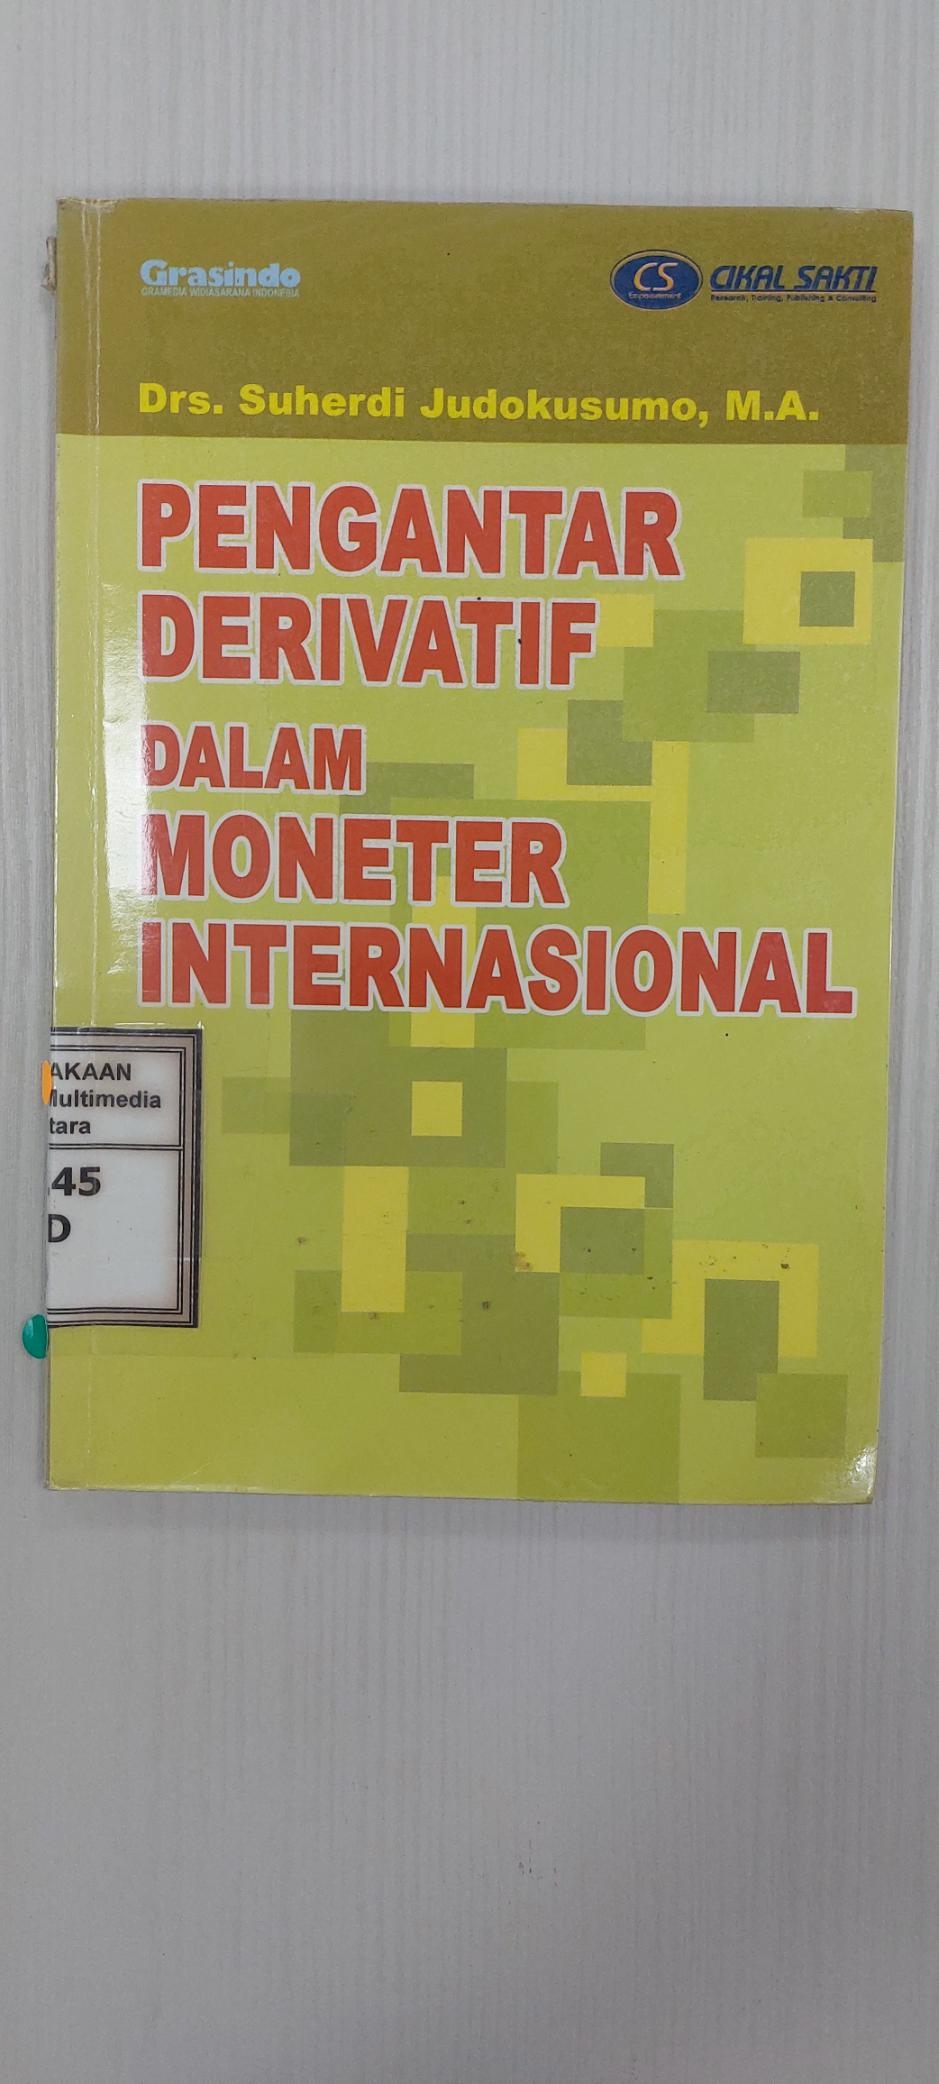 Grasindo
GRAMEDIA WIDIASARANA INDONESIA
CS
Empowerment
CIKAL SAKTI
Research, Training, Publishing & Consulting
Drs. Suherdi Judokusumo, M.A.
PENGANTAR
DERIVATIF
DALAM
MONETER
INTERNASIONAL
AKAAN
Multimedia
tara
.45
D